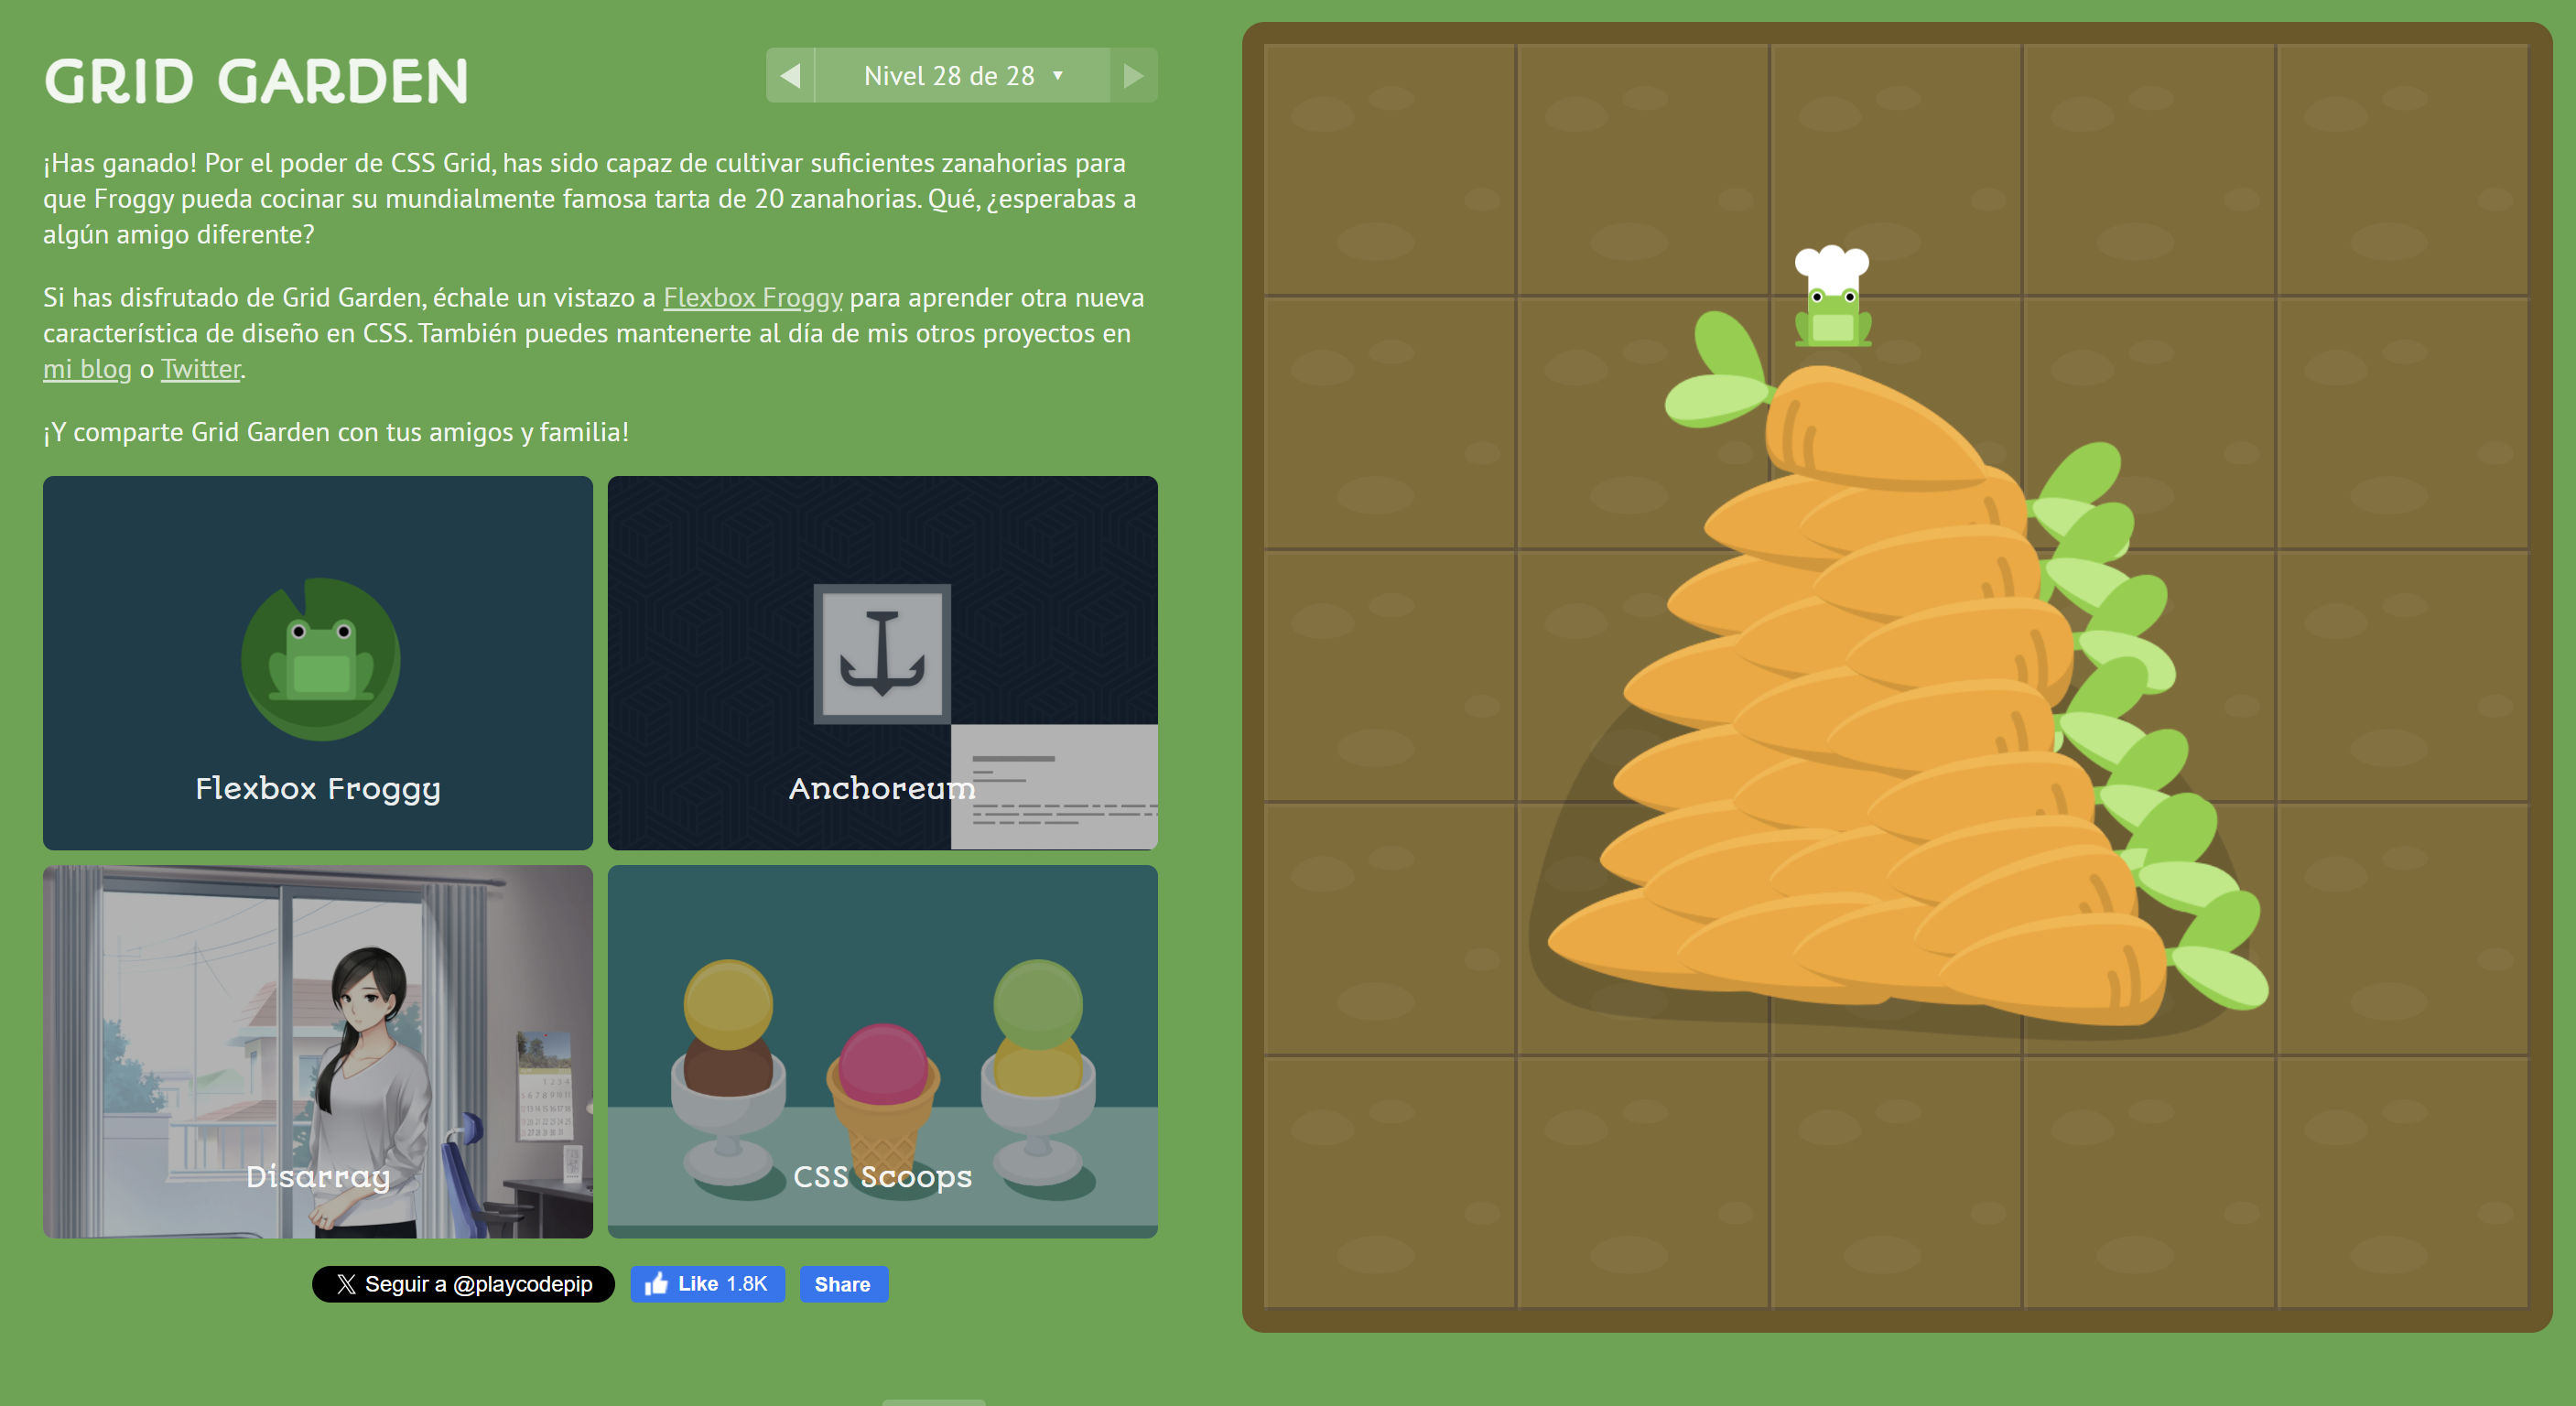 GRID GARDEN
Nivel 28 de 28
¡Has ganado! Por el poder de CSS Grid, has sido capaz de cultivar suficientes zanahorias para
que Froggy pueda cocinar su mundialmente famosa tarta de 20 zanahorias. Qué, ¿esperabas a
algún amigo diferente?
Si has disfrutado de Grid Garden, échale un vistazo a Flexbox Froggy para aprender otra nueva
característica de diseño en CSS. También puedes mantenerte al día de mis otros proyectos en
mi blog o Twitter.
¡Y comparte Grid Garden con tus amigos y familia!
Flexbox Froggy
Anchoreum
Disarray
CSS Scoops
Seguir a @playcodepip
Like 1.8K
Share